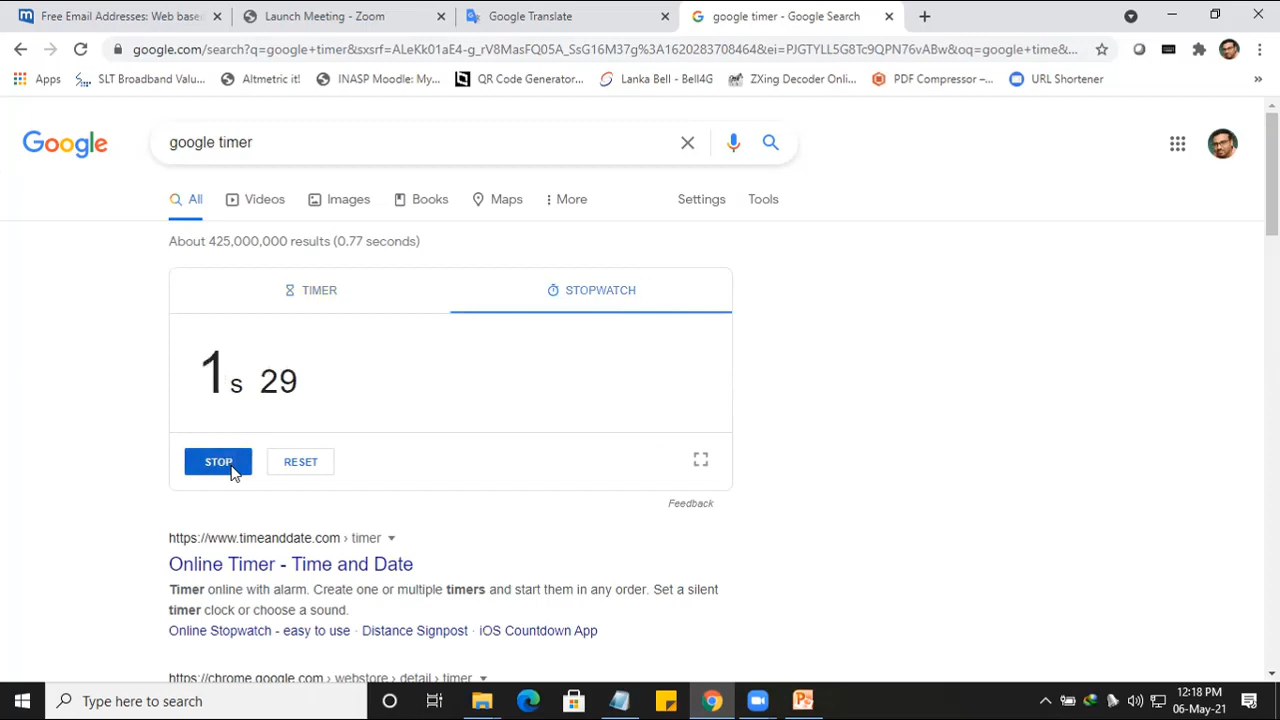 Free Email Addresses: Web base
Launch Meeting - Zoom
Google Translate
google timer - Google Search
google.com/search?q=google+timer&sxsrf=ALeKk01aE4-g_rV8MasFQ05A_SsG16M37g%3A1620283708464&ei=PJGTYLL5G8Tc9QPN76vABw&oq=google+time&...
Apps
SLT Broadband Valu...
Altmetric it!
INASP Moodle: My...
QR Code Generator...
Lanka Bell - Bell4G
ZXing Decoder Onli...
PDF Compressor –...
URL Shortener
»
Google
google timer
All
Videos
Images
Books
Maps
More
Settings
Tools
About 425,000,000 results (0.77 seconds)
TIMER
STOPWATCH
1s 29
STOP
RESET
Feedback
https://www.timeanddate.com › timer
Online Timer - Time and Date
Timer online with alarm. Create one or multiple timers and start them in any order. Set a silent
timer clock or choose a sound.
Online Stopwatch - easy to use · Distance Signpost · iOS Countdown App
https://chrome.google.com › webstore › detail › timer
Type here to search
12:18 PM
06-May-21